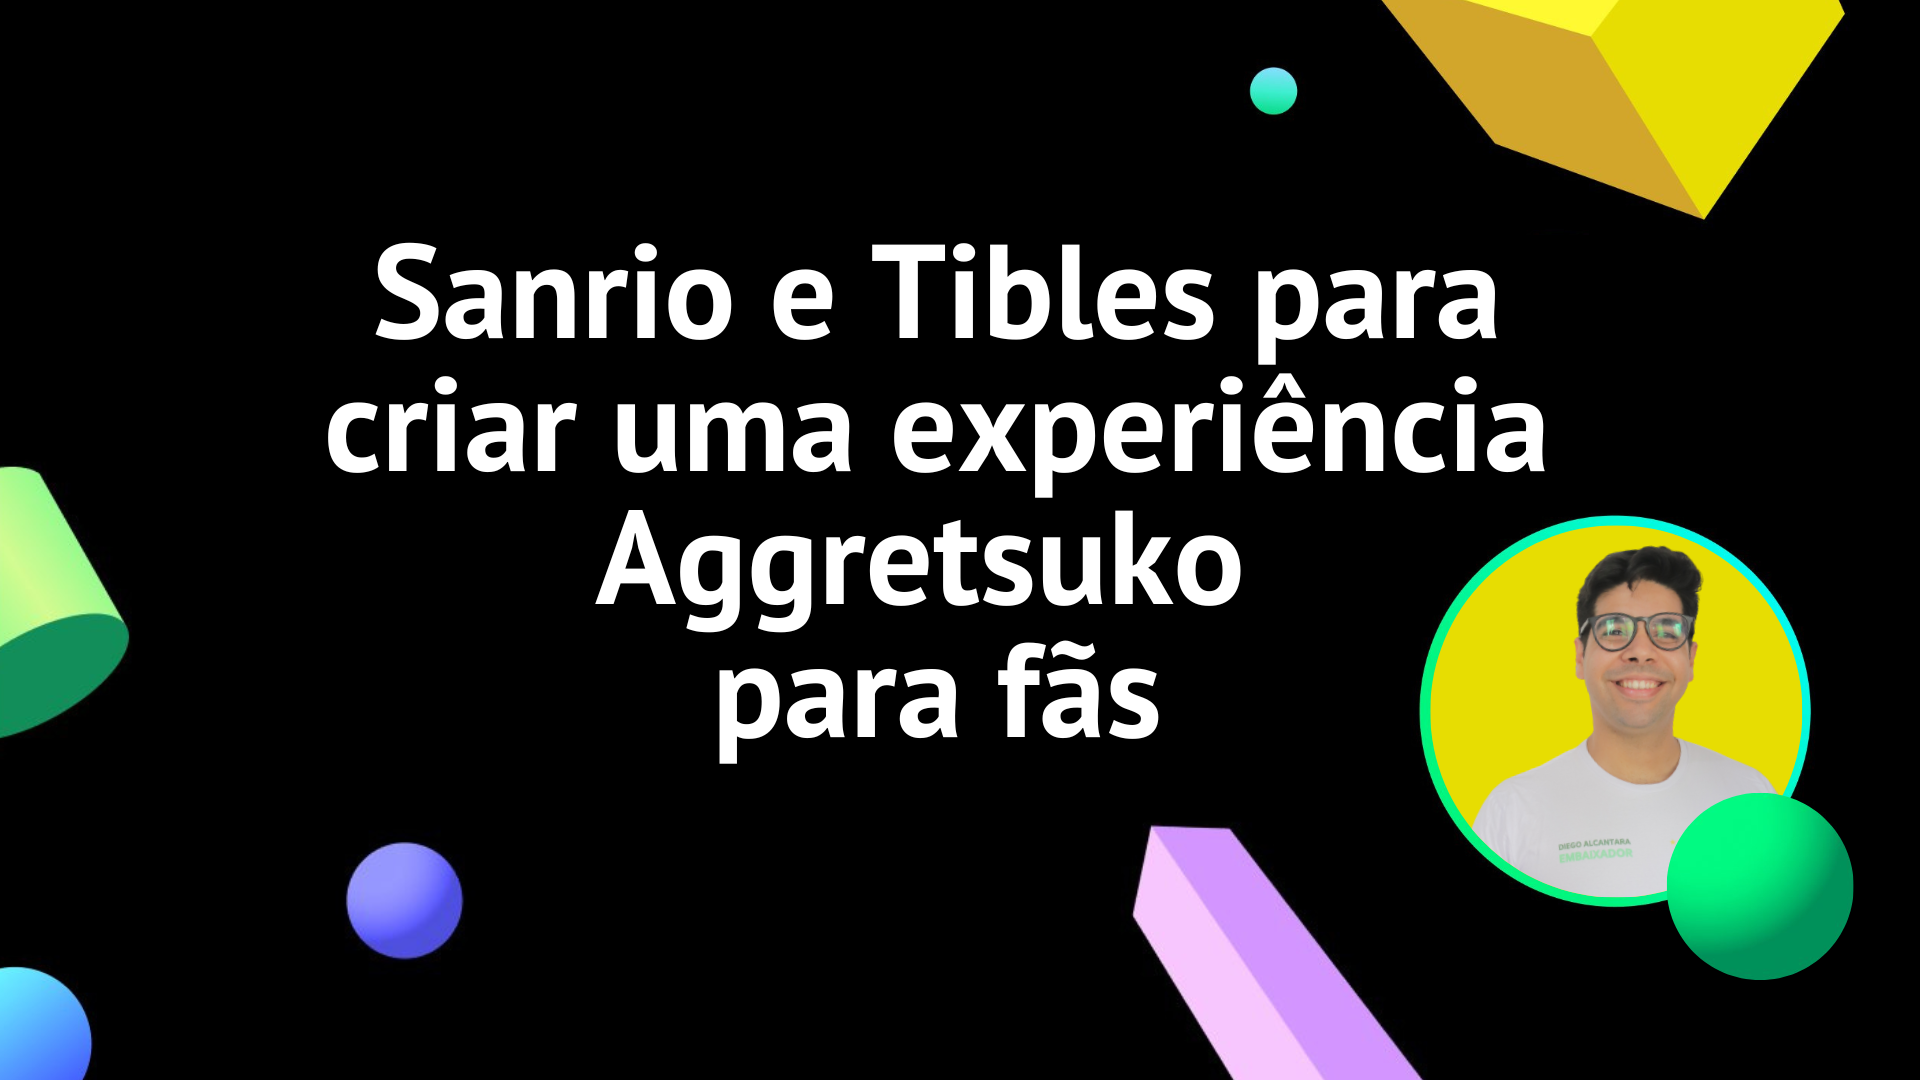 Sanrio e Tibles para
criar uma experiência
Aggretsuko
para fãs
DIEGO ALCANTARA
EMBAIXADOR